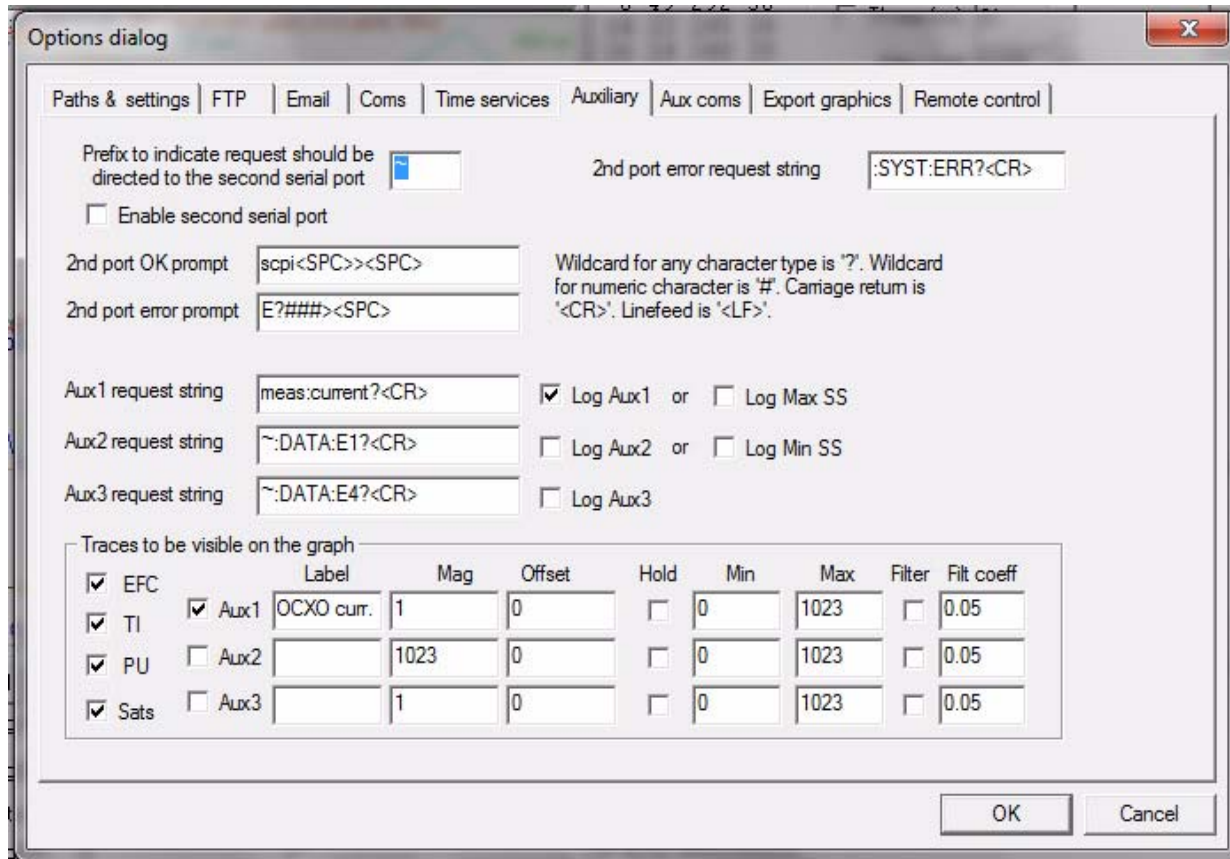 Options dialog
Paths & settings FTP Email Coms Time services Auxiliary Aux coms Export graphics Remote control
Prefix to indicate request should be
directed to the second serial port
~
2nd port error request string :SYST:ERR?<CR>
Enable second serial port
2nd port OK prompt scpi<SPC>><SPC>
2nd port error prompt E?###><SPC>
Wildcard for any character type is '?'. Wildcard
for numeric character is '#'. Carriage return is
'<CR>'. Linefeed is '<LF>'.
Aux1 request string meas:current?<CR> Log Aux1 or Log Max SS
Aux2 request string ~:DATA:E1?<CR> Log Aux2 or Log Min SS
Aux3 request string ~:DATA:E4?<CR> Log Aux3
Traces to be visible on the graph
Label Mag Offset Hold Min Max Filter Filt coeff
EFC
TI
PU
Sats
Aux1 OCXO curr. 1 0 0 1023 0.05
Aux2 1023 0 0 1023 0.05
Aux3 1 0 0 1023 0.05
OK Cancel